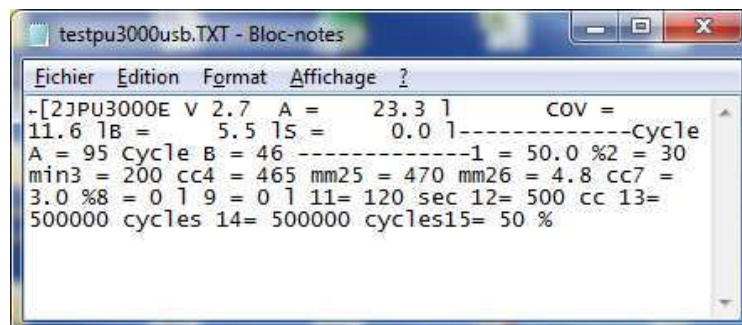 testpu3000usb.TXT - Bloc-notes
Fichier Edition Format Affichage ?
←[2JPU3000E V 2.7 A = 23.3 l COV =
11.6 lB = 5.5 lS = 0.0 l-------------Cycle
A = 95 Cycle B = 46 -------------1 = 50.0 %2 = 30
min3 = 200 cc4 = 465 mm25 = 470 mm26 = 4.8 cc7 =
3.0 %8 = 0 l 9 = 0 l 11= 120 sec 12= 500 cc 13=
500000 cycles 14= 500000 cycles15= 50 %